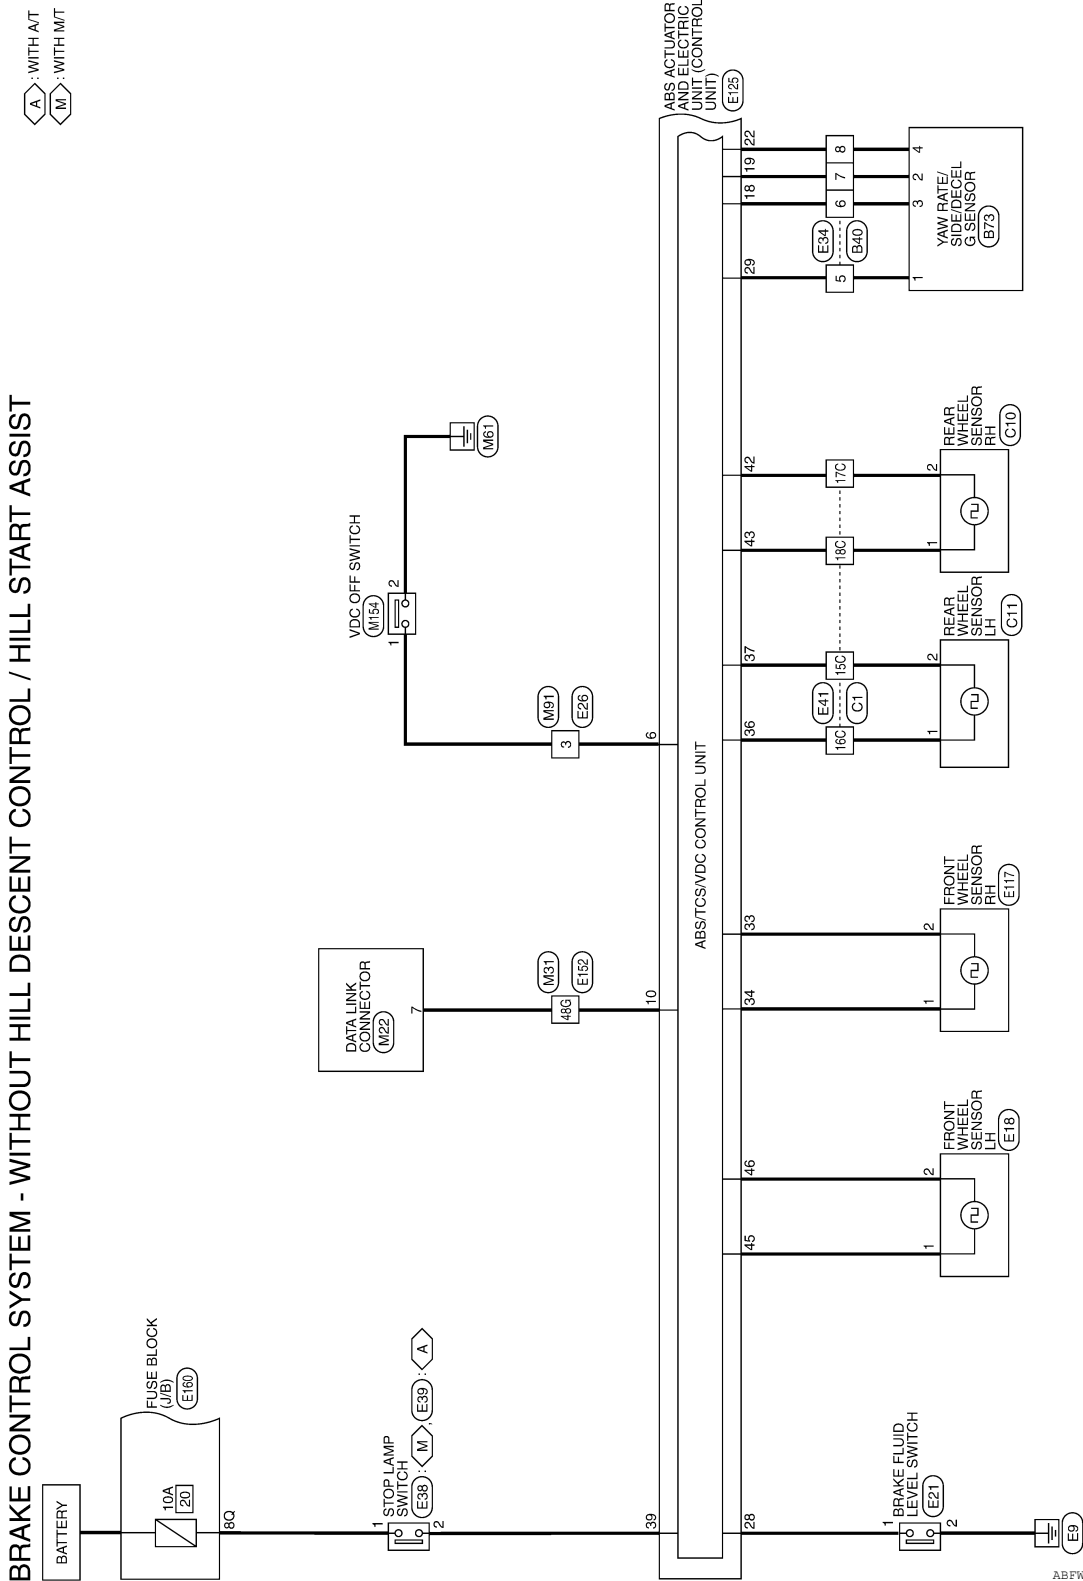 BRAKE CONTROL SYSTEM - WITHOUT HILL DESCENT CONTROL / HILL START ASSIST
A : WITH A/T
M : WITH M/T
BATTERY
10A
20
FUSE BLOCK
(J/B)
E160
8Q
1
STOP LAMP
SWITCH
E38 : M , E39 : A
2
39
DATA LINK
CONNECTOR
M22
7
48G
M31
E152
10
VDC OFF SWITCH
M154
1
2
M61
3
M91
E26
6
ABS/TCS/VDC CONTROL UNIT
ABS ACTUATOR
AND ELECTRIC
UNIT (CONTROL
UNIT)
E125
28
45
46
34
33
36
37
43
42
29
18
19
22
16C
E41
C1
15C
18C
17C
5
E34
B40
6
7
8
1
BRAKE FLUID
LEVEL SWITCH
E21
2
E9
1
2
FRONT
WHEEL
SENSOR
LH
E18
1
2
FRONT
WHEEL
SENSOR
RH
E117
1
2
REAR
WHEEL
SENSOR
LH
C11
1
2
REAR
WHEEL
SENSOR
RH
C10
1
3
2
4
YAW RATE/
SIDE/DECEL
G SENSOR
B73
ABFW